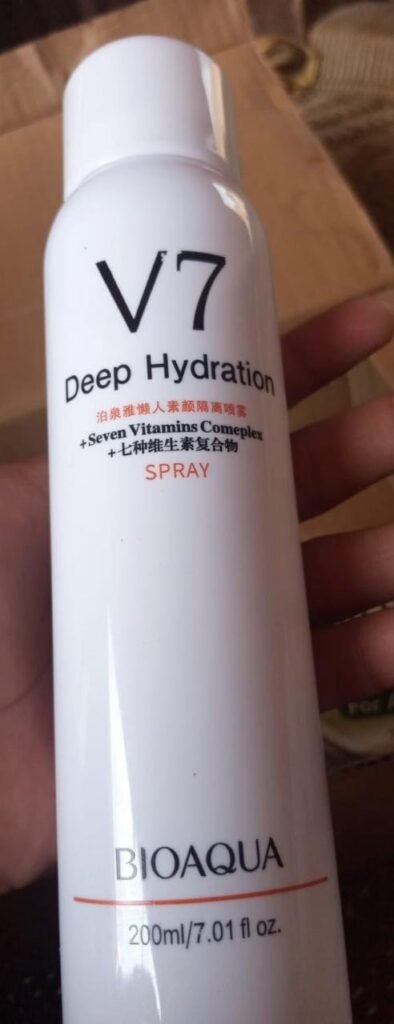 V7
Deep Hydration
泊泉雅懒人素颜隔离喷雾
+Seven Vitamins Comeplex
+七种维生素复合物
SPRAY
BIOAQUA
200ml/7.01 fl oz.